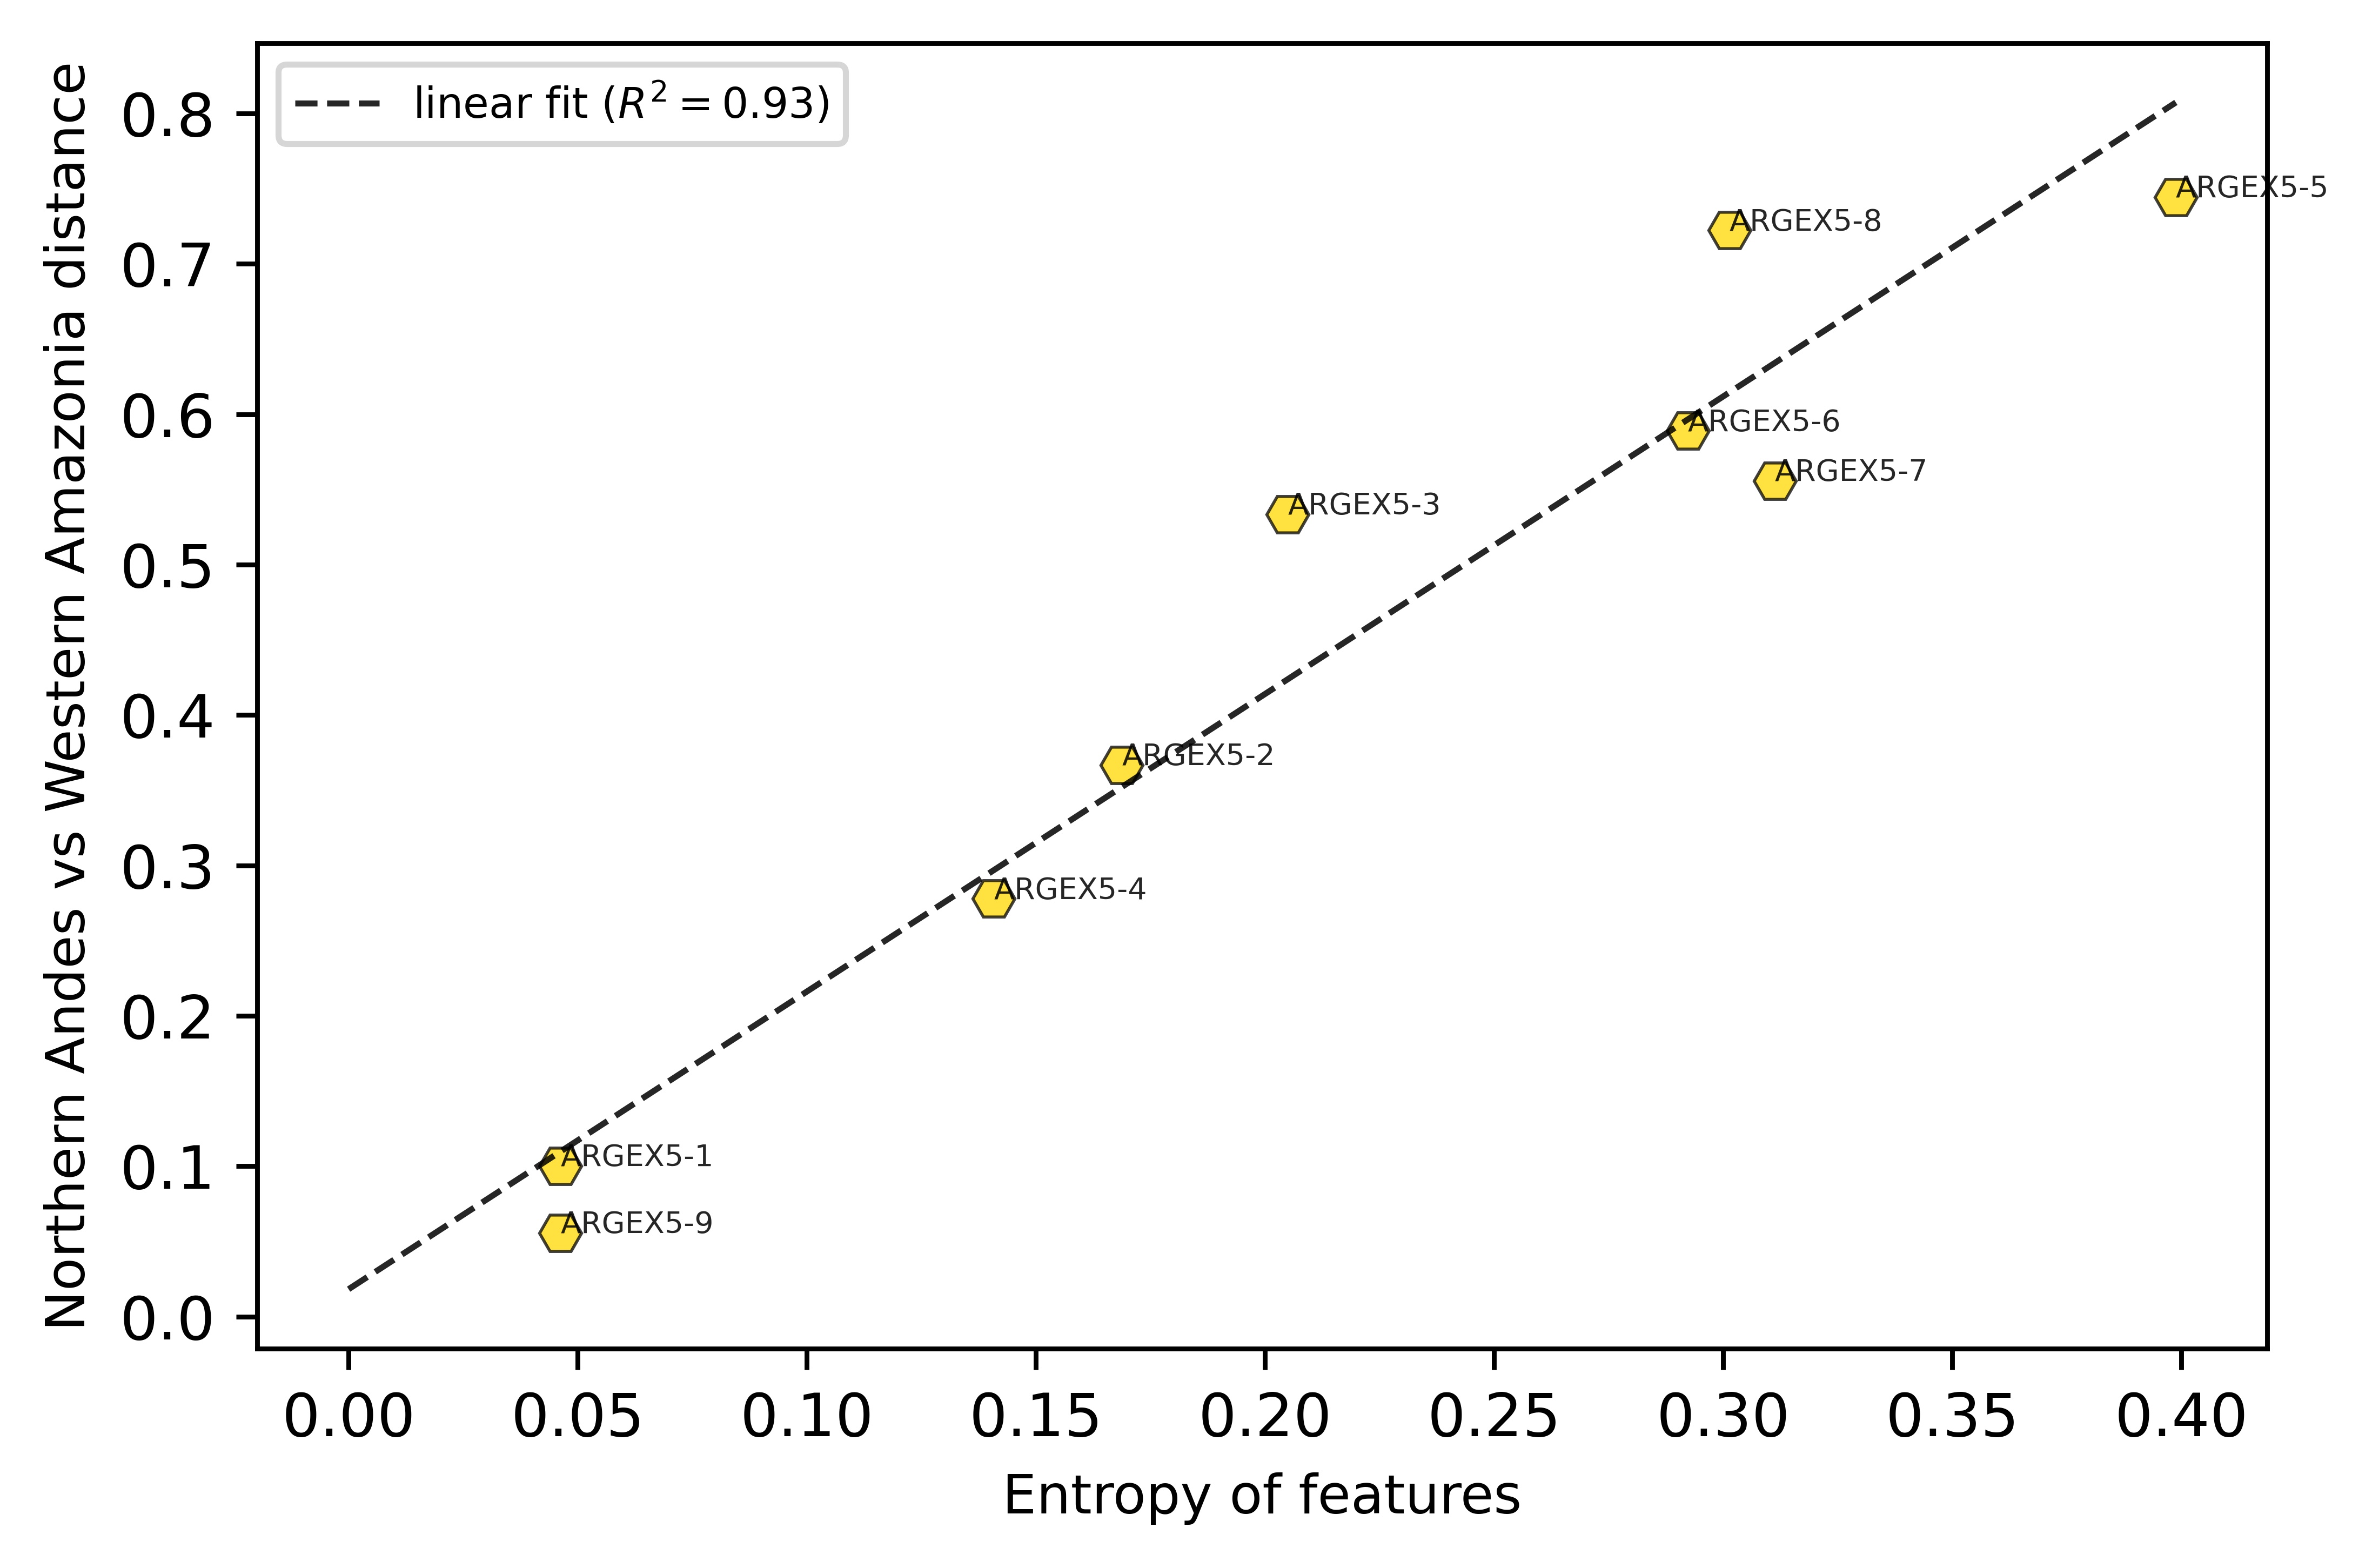 linear fit (R² = 0.93)
Northern Andes vs Western Amazonia distance
0.8
0.7
0.6
0.5
0.4
0.3
0.2
0.1
0.0
ARGEX5-5
ARGEX5-8
ARGEX5-6
ARGEX5-7
ARGEX5-3
ARGEX5-2
ARGEX5-4
ARGEX5-1
ARGEX5-9
0.00 0.05 0.10 0.15 0.20 0.25 0.30 0.35 0.40
Entropy of features